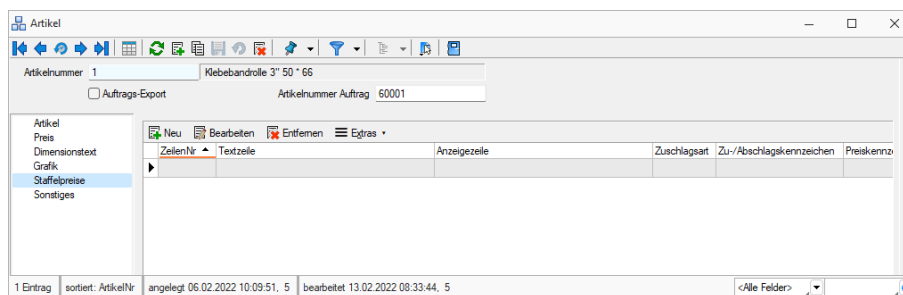 Artikel
Artikelnummer 1 Klebebandrolle 3" 50 * 66
Auftrags-Export Artikelnummer Auftrag 60001
Artikel
Preis
Dimensionstext
Grafik
Staffelpreise
Sonstiges
Neu Bearbeiten Entfernen Extras
ZeilenNr Textzeile Anzeigezeile Zuschlagsart Zu-/Abschlagskennzeichen Preiskennz
1 Eintrag sortiert: ArtikelNr angelegt 06.02.2022 10:09:51, 5 bearbeitet 13.02.2022 08:33:44, 5 <Alle Felder>